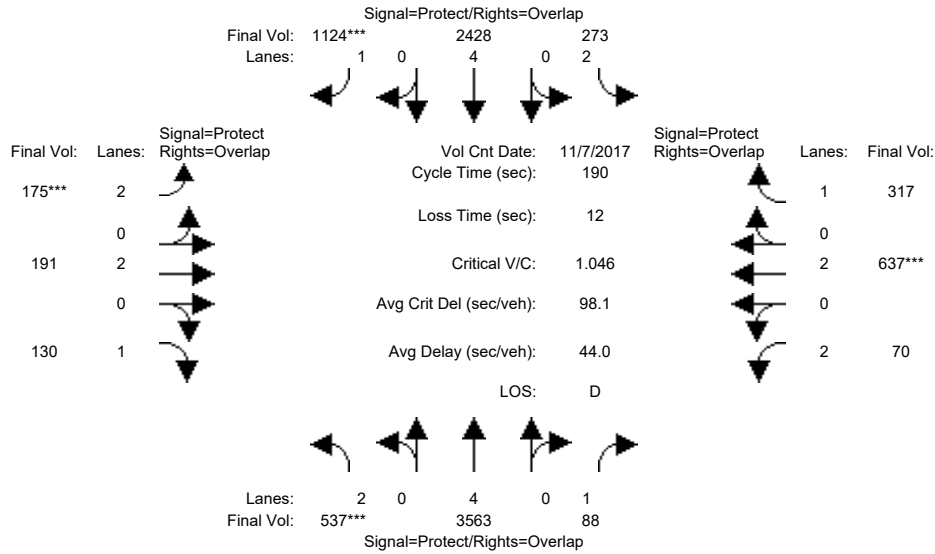 Signal=Protect/Rights=Overlap
Final Vol: 1124*** 2428 273
Lanes: 1 0 4 0 2
Signal=Protect
Final Vol: Lanes: Rights=Overlap
Vol Cnt Date: 11/7/2017
Signal=Protect
Rights=Overlap Lanes: Final Vol:
Cycle Time (sec): 190
175*** 2
1 317
Loss Time (sec): 12
0
0
191 2
Critical V/C: 1.046
2 637***
0
Avg Crit Del (sec/veh): 98.1
0
130 1
Avg Delay (sec/veh): 44.0
2 70
LOS: D
Lanes: 2 0 4 0 1
Final Vol: 537*** 3563 88
Signal=Protect/Rights=Overlap